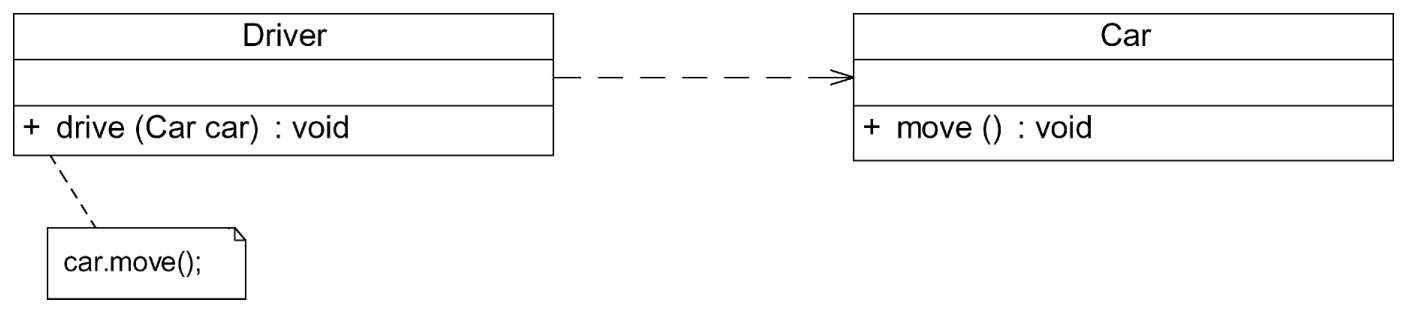 Driver
+ drive (Car car) : void
car.move();
Car
+ move () : void